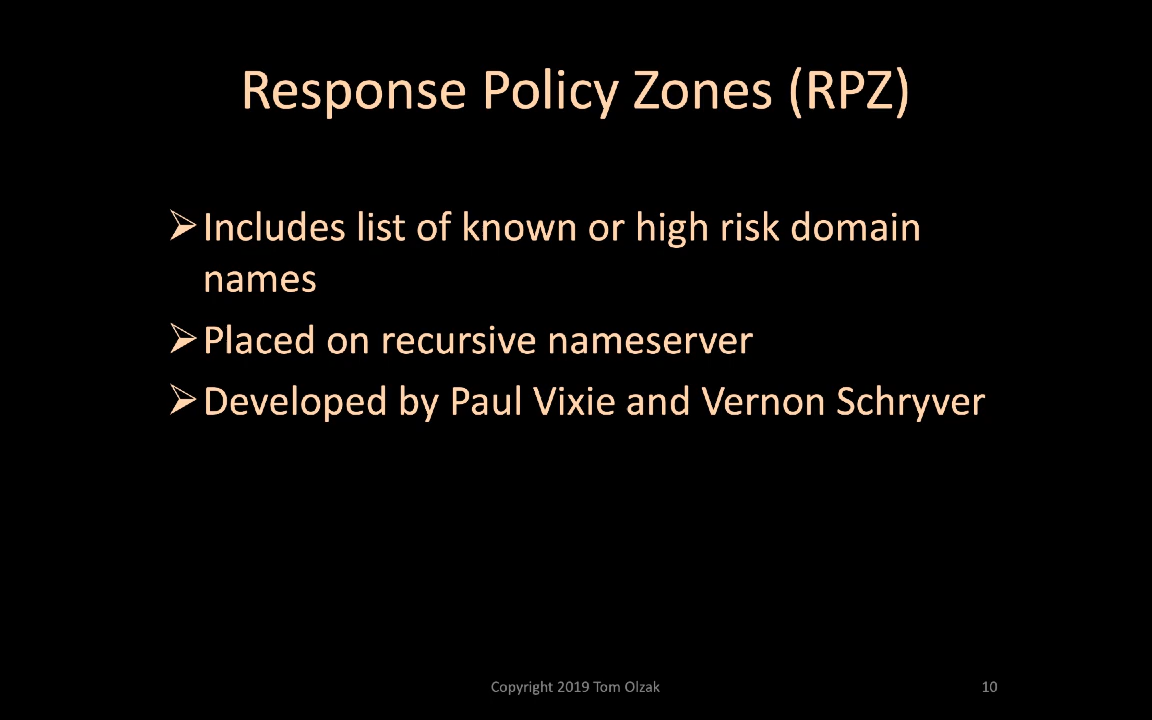 Response Policy Zones (RPZ)
➢Includes list of known or high risk domain
names
➢Placed on recursive nameserver
➢Developed by Paul Vixie and Vernon Schryver
Copyright 2019 Tom Olzak
10